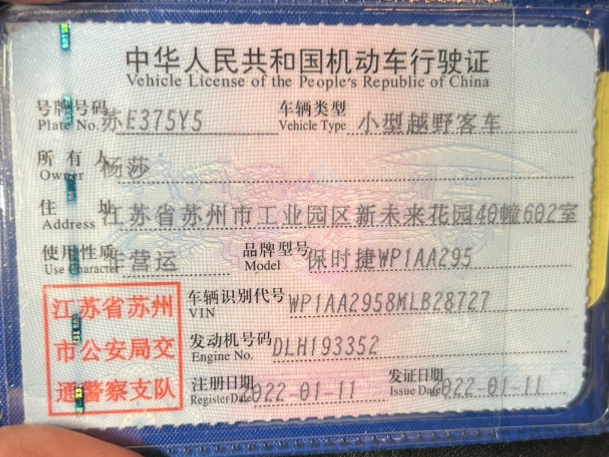 中华人民共和国机动车行驶证
Vehicle License of the People's Republic of China
号牌号码 苏E375Y5 车辆类型 小型越野客车
Plate No. Vehicle Type
所有人 杨莎
Owner
住址 江苏省苏州市工业园区新未来花园40幢602室
Address
使用性质 非营运 品牌型号 保时捷WP1AA295
Use Character Model
江苏省苏州
市公安局交
通警察支队
车辆识别代号 WP1AA2958MLB28727
VIN
发动机号码 DLH193352
Engine No.
注册日期 2022-01-11 发证日期 2022-01-11
Register Date Issue Date